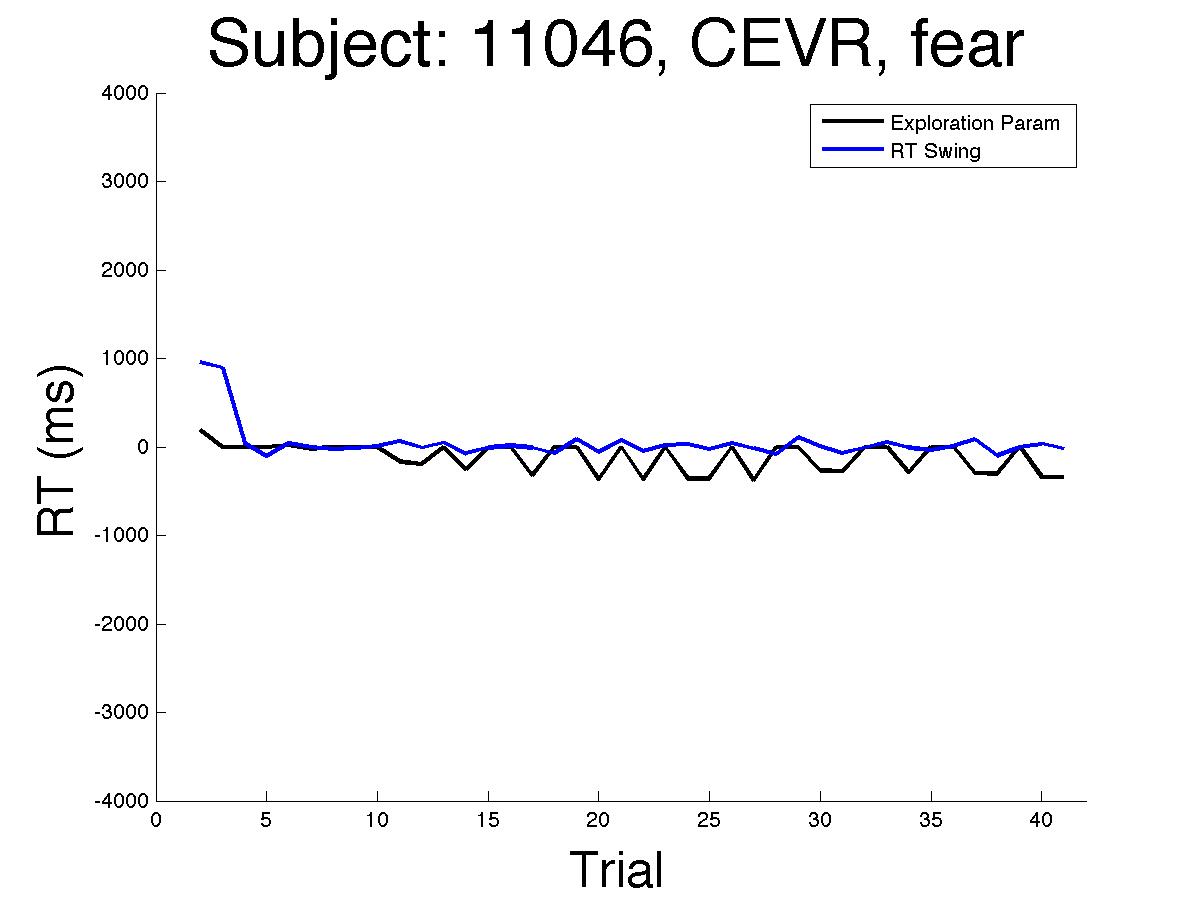 Subject: 11046, CEVR, fear
Exploration Param
RT Swing
4000
3000
2000
1000
0
-1000
-2000
-3000
-4000
RT (ms)
0 5 10 15 20 25 30 35 40
Trial